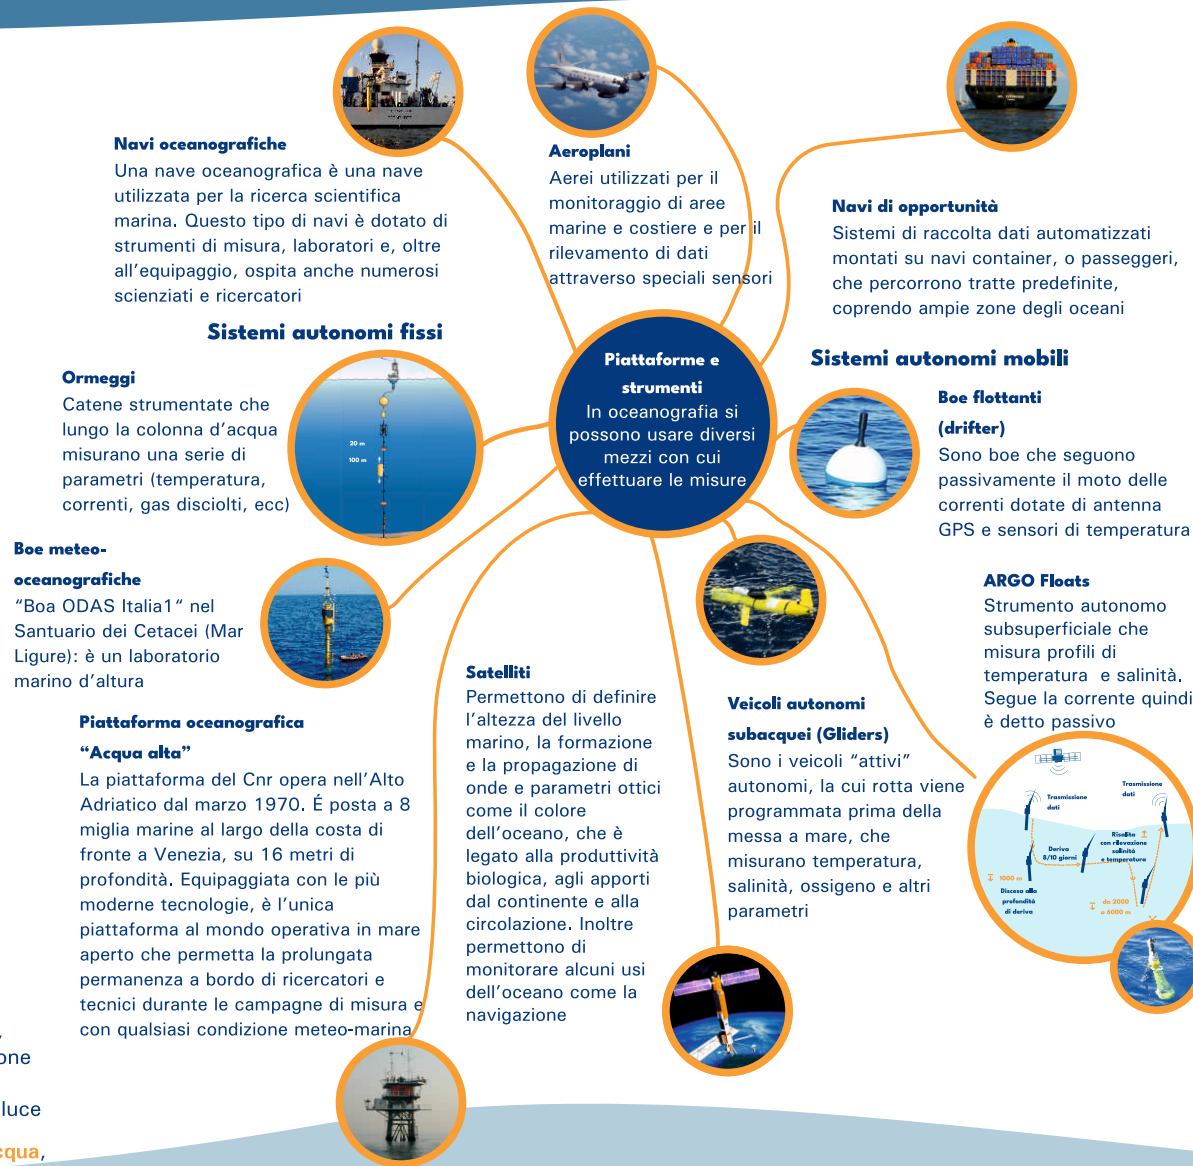 Navi oceanografiche
Una nave oceanografica è una nave
utilizzata per la ricerca scientifica
marina. Questo tipo di navi è dotato di
strumenti di misura, laboratori e, oltre
all'equipaggio, ospita anche numerosi
scienziati e ricercatori
Aeroplani
Aerei utilizzati per il
monitoraggio di aree
marine e costiere e per il
rilevamento di dati
attraverso speciali sensori
Navi di opportunità
Sistemi di raccolta dati automatizzati
montati su navi container, o passeggeri,
che percorrono tratte predefinite,
coprendo ampie zone degli oceani
Sistemi autonomi fissi
Ormeggi
Catene strumentate che
lungo la colonna d'acqua
misurano una serie di
parametri (temperatura,
correnti, gas disciolti, ecc)
20 m
100 m
Piattaforme e
strumenti
In oceanografia si
possono usare diversi
mezzi con cui
effettuare le misure
Sistemi autonomi mobili
Boe flottanti
(drifter)
Sono boe che seguono
passivamente il moto delle
correnti dotate di antenna
GPS e sensori di temperatura
Boe meteo-
oceanografiche
“Boa ODAS Italia1“ nel
Santuario dei Cetacei (Mar
Ligure): è un laboratorio
marino d'altura
ARGO Floats
Strumento autonomo
subsuperficiale che
misura profili di
temperatura e salinità.
Segue la corrente quindi
è detto passivo
Piattaforma oceanografica
“Acqua alta”
La piattaforma del Cnr opera nell'Alto
Adriatico dal marzo 1970. É posta a 8
miglia marine al largo della costa di
fronte a Venezia, su 16 metri di
profondità. Equipaggiata con le più
moderne tecnologie, è l'unica
piattaforma al mondo operativa in mare
aperto che permetta la prolungata
permanenza a bordo di ricercatori e
tecnici durante le campagne di misura e
con qualsiasi condizione meteo-marina
Satelliti
Permettono di definire
l'altezza del livello
marino, la formazione
e la propagazione di
onde e parametri ottici
come il colore
dell'oceano, che è
legato alla produttività
biologica, agli apporti
dal continente e alla
circolazione. Inoltre
permettono di
monitorare alcuni usi
dell'oceano come la
navigazione
Veicoli autonomi
subacquei (Gliders)
Sono i veicoli “attivi”
autonomi, la cui rotta viene
programmata prima della
messa a mare, che
misurano temperatura,
salinità, ossigeno e altri
parametri
Trasmissione
dati
Trasmissione
dati
Deriva
8/10 giorni
Risalita
con rilevazione
salinità
e temperatura
1000 m
Discesa alla
profondità
di deriva
da 2000
a 6000 m
,
one
luce
cqua,